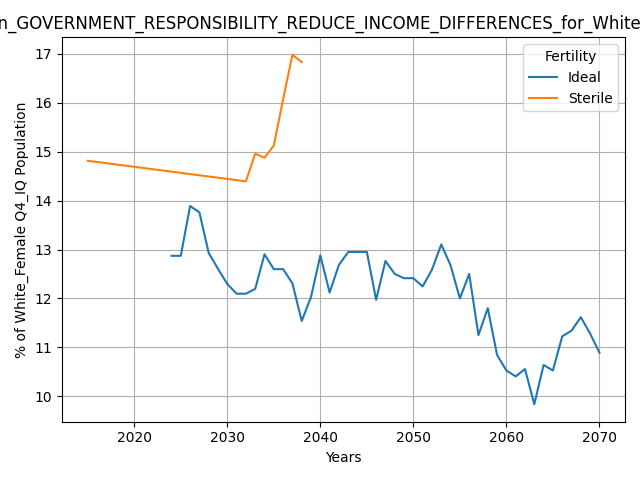 n_GOVERNMENT_RESPONSIBILITY_REDUCE_INCOME_DIFFERENCES_for_White
Fertility
Ideal
Sterile
% of White_Female Q4_IQ Population
17
16
15
14
13
12
11
10
2020 2030 2040 2050 2060 2070
Years